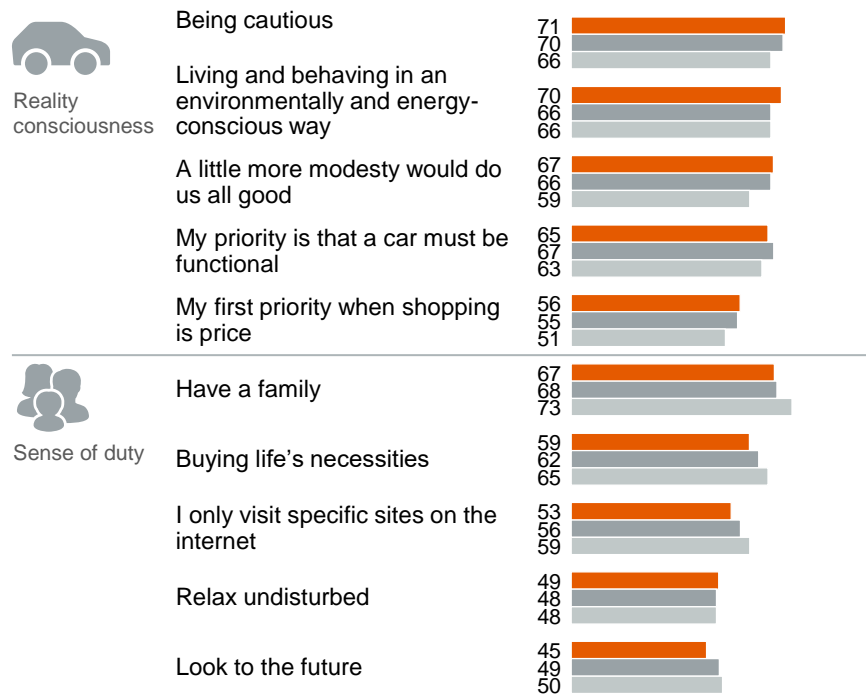 Reality
consciousness
Being cautious
71
70
66
Living and behaving in an
environmentally and energy-
conscious way
70
66
66
A little more modesty would do
us all good
67
66
59
My priority is that a car must be
functional
65
67
63
My first priority when shopping
is price
56
55
51
Sense of duty
Have a family
67
68
73
Buying life's necessities
59
62
65
I only visit specific sites on the
internet
53
56
59
Relax undisturbed
49
48
48
Look to the future
45
49
50